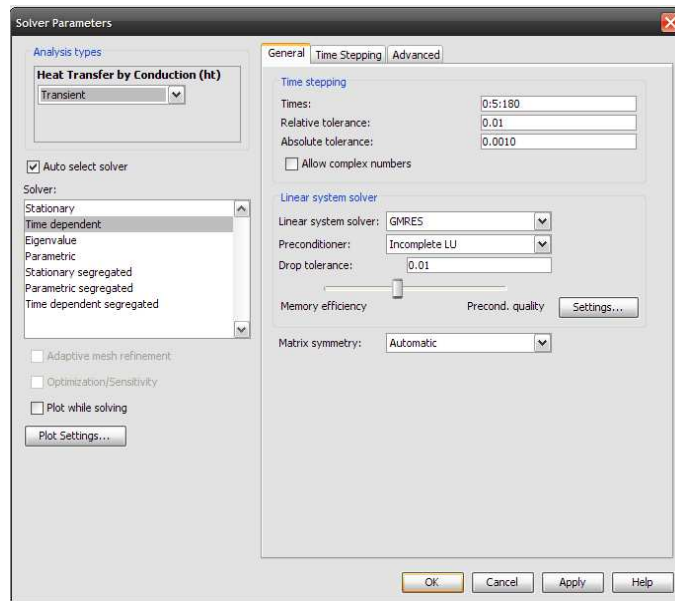 Solver Parameters
Analysis types
Heat Transfer by Conduction (ht)
Transient
Auto select solver
Solver:
Stationary
Time dependent
Eigenvalue
Parametric
Stationary segregated
Parametric segregated
Time dependent segregated
Adaptive mesh refinement
Optimization/Sensitivity
Plot while solving
Plot Settings...
General Time Stepping Advanced
Time stepping
Times: 0:5:180
Relative tolerance: 0.01
Absolute tolerance: 0.0010
Allow complex numbers
Linear system solver
Linear system solver: GMRES
Preconditioner: Incomplete LU
Drop tolerance: 0.01
Memory efficiency Precond. quality Settings...
Matrix symmetry: Automatic
OK Cancel Apply Help